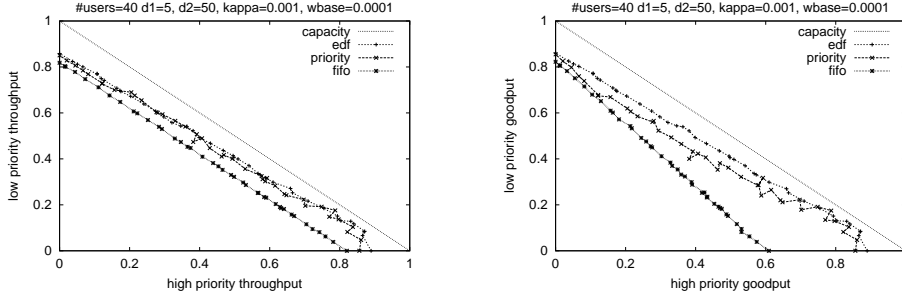 #users=40 d1=5, d2=50, kappa=0.001, wbase=0.0001
capacity
edf
priority
fifo
low priority throughput
1
0.8
0.6
0.4
0.2
0
0 0.2 0.4 0.6 0.8 1
high priority throughput
#users=40 d1=5, d2=50, kappa=0.001, wbase=0.0001
capacity
edf
priority
fifo
low priority goodput
1
0.8
0.6
0.4
0.2
0
0 0.2 0.4 0.6 0.8 1
high priority goodput